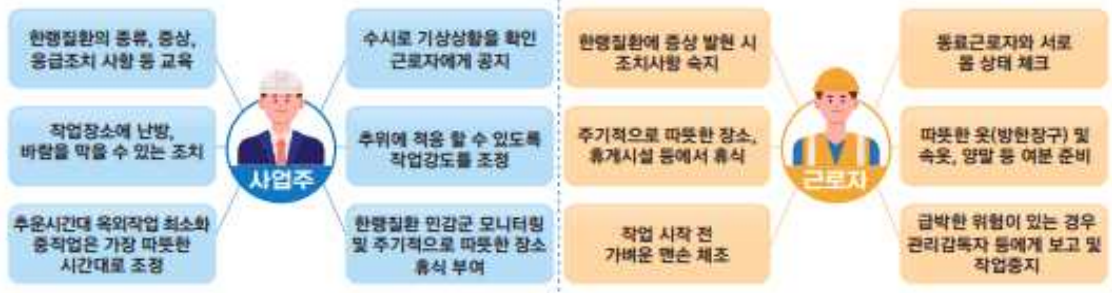 한랭질환의 종류, 증상,
응급조치 사항 등 교육
수시로 기상상황을 확인
근로자에게 공지
작업장소에 난방,
바람을 막을 수 있는 조치
추위에 적응 할 수 있도록
작업강도를 조정
추운시간대 옥외작업 최소화
중작업은 가장 따뜻한
시간대로 조정
한랭질환 민감군 모니터링
및 주기적으로 따뜻한 장소
휴식 부여
사업주
한랭질환에 증상 발현 시
조치사항 숙지
동료근로자와 서로
몸 상태 체크
주기적으로 따뜻한 장소,
휴게시설 등에서 휴식
따뜻한 옷(방한장구) 및
속옷, 양말 등 여분 준비
작업 시작 전
가벼운 맨손 체조
급박한 위험이 있는 경우
관리감독자 등에게 보고 및
작업중지
근로자